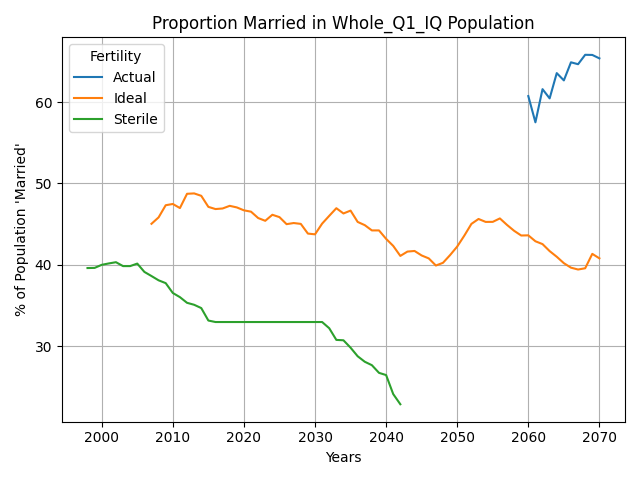 Proportion Married in Whole_Q1_IQ Population
% of Population 'Married'
Fertility
Actual
Ideal
Sterile
60
50
40
30
2000 2010 2020 2030 2040 2050 2060 2070
Years